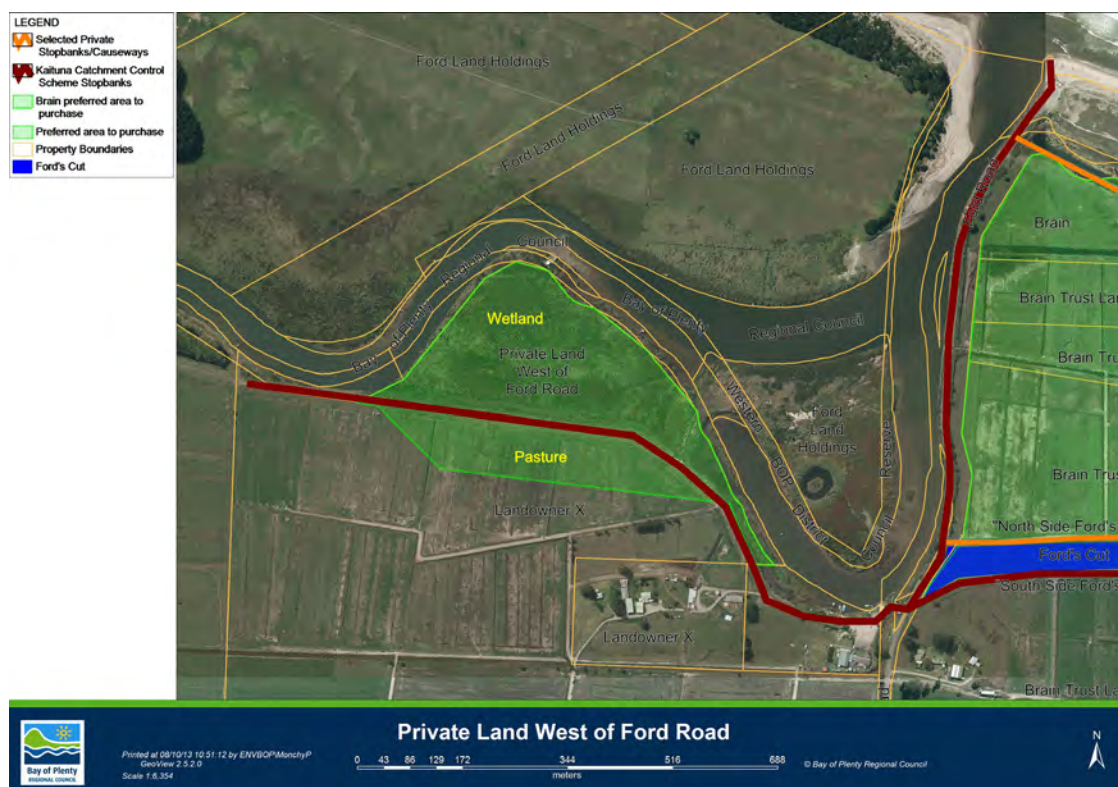 LEGEND
Selected Private
Stopbanks/Causeways
Kaituna Catchment Control
Scheme Stopbanks
Brain preferred area to
purchase
Preferred area to purchase
Property Boundaries
Ford's Cut
Ford Land Holdings
Ford Land Holdings
Ford Land Holdings
Brain
Brain Trust La
Brain Tru
Brain Trus
Bay of Plenty Regional Council
Bay of Plenty
Regional Council
Wetland
Private Land
West of
Ford Road
Pasture
Landowner X
Western BOP District Council
Ford
Land
Holdings
Reserve
"North Side Ford's
Ford's Cut
"South Side Ford's
Landowner X
Brain Trust La
Private Land West of Ford Road
Bay of Plenty
REGIONAL COUNCIL
Printed at 08/10/13 10:51:12 by ENVBOP\MonchyP
GeoView 2.5.2.0
Scale 1:6,354
0 43 86 129 172 344 516 688
meters
© Bay of Plenty Regional Council
N